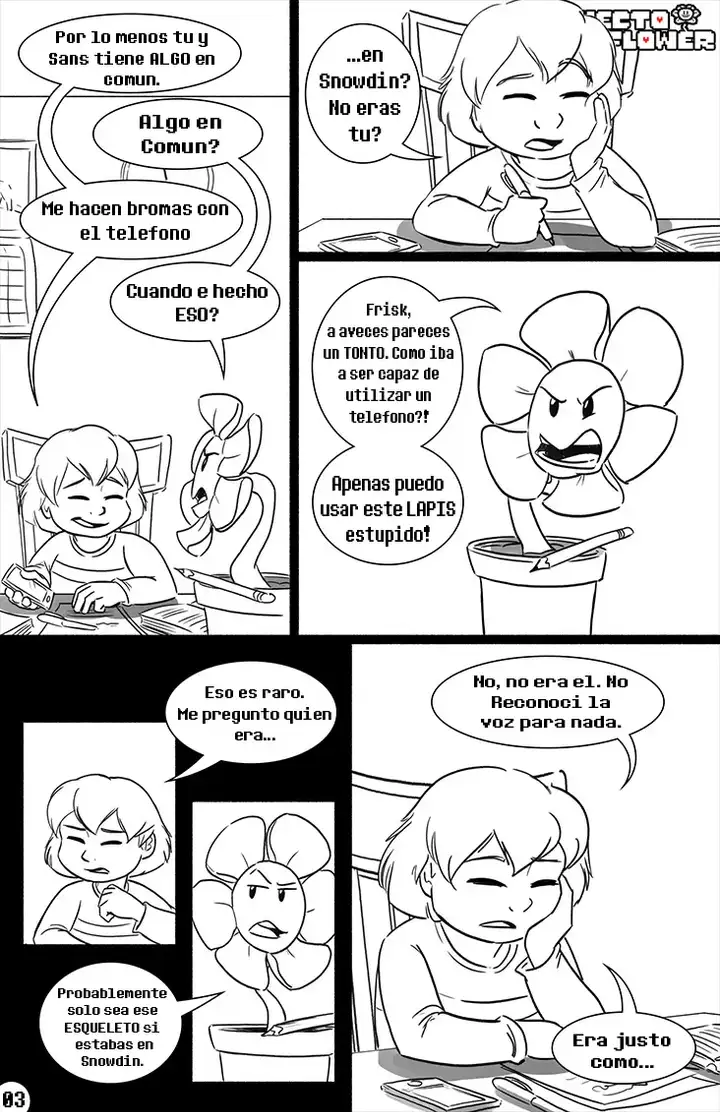 Por lo menos tu y
Sans tiene ALGO en
comun.
Algo en
Comun?
Me hacen bromas con
el telefono
Cuando e hecho
ESO?
...en
Snowdin?
No eras
tu?
YECTO
FLOWER
Frisk,
a aveces pareces
un TONTO. Como iba
a ser capaz de
utilizar un
telefono?!
Apenas puedo
usar este LAPIS
estupido!
Eso es raro.
Me pregunto quien
era...
Probablemente
solo sea ese
ESQUELETO si
estabas en
Snowdin.
No, no era el. No
Reconoci la
voz para nada.
Era justo
como...
03